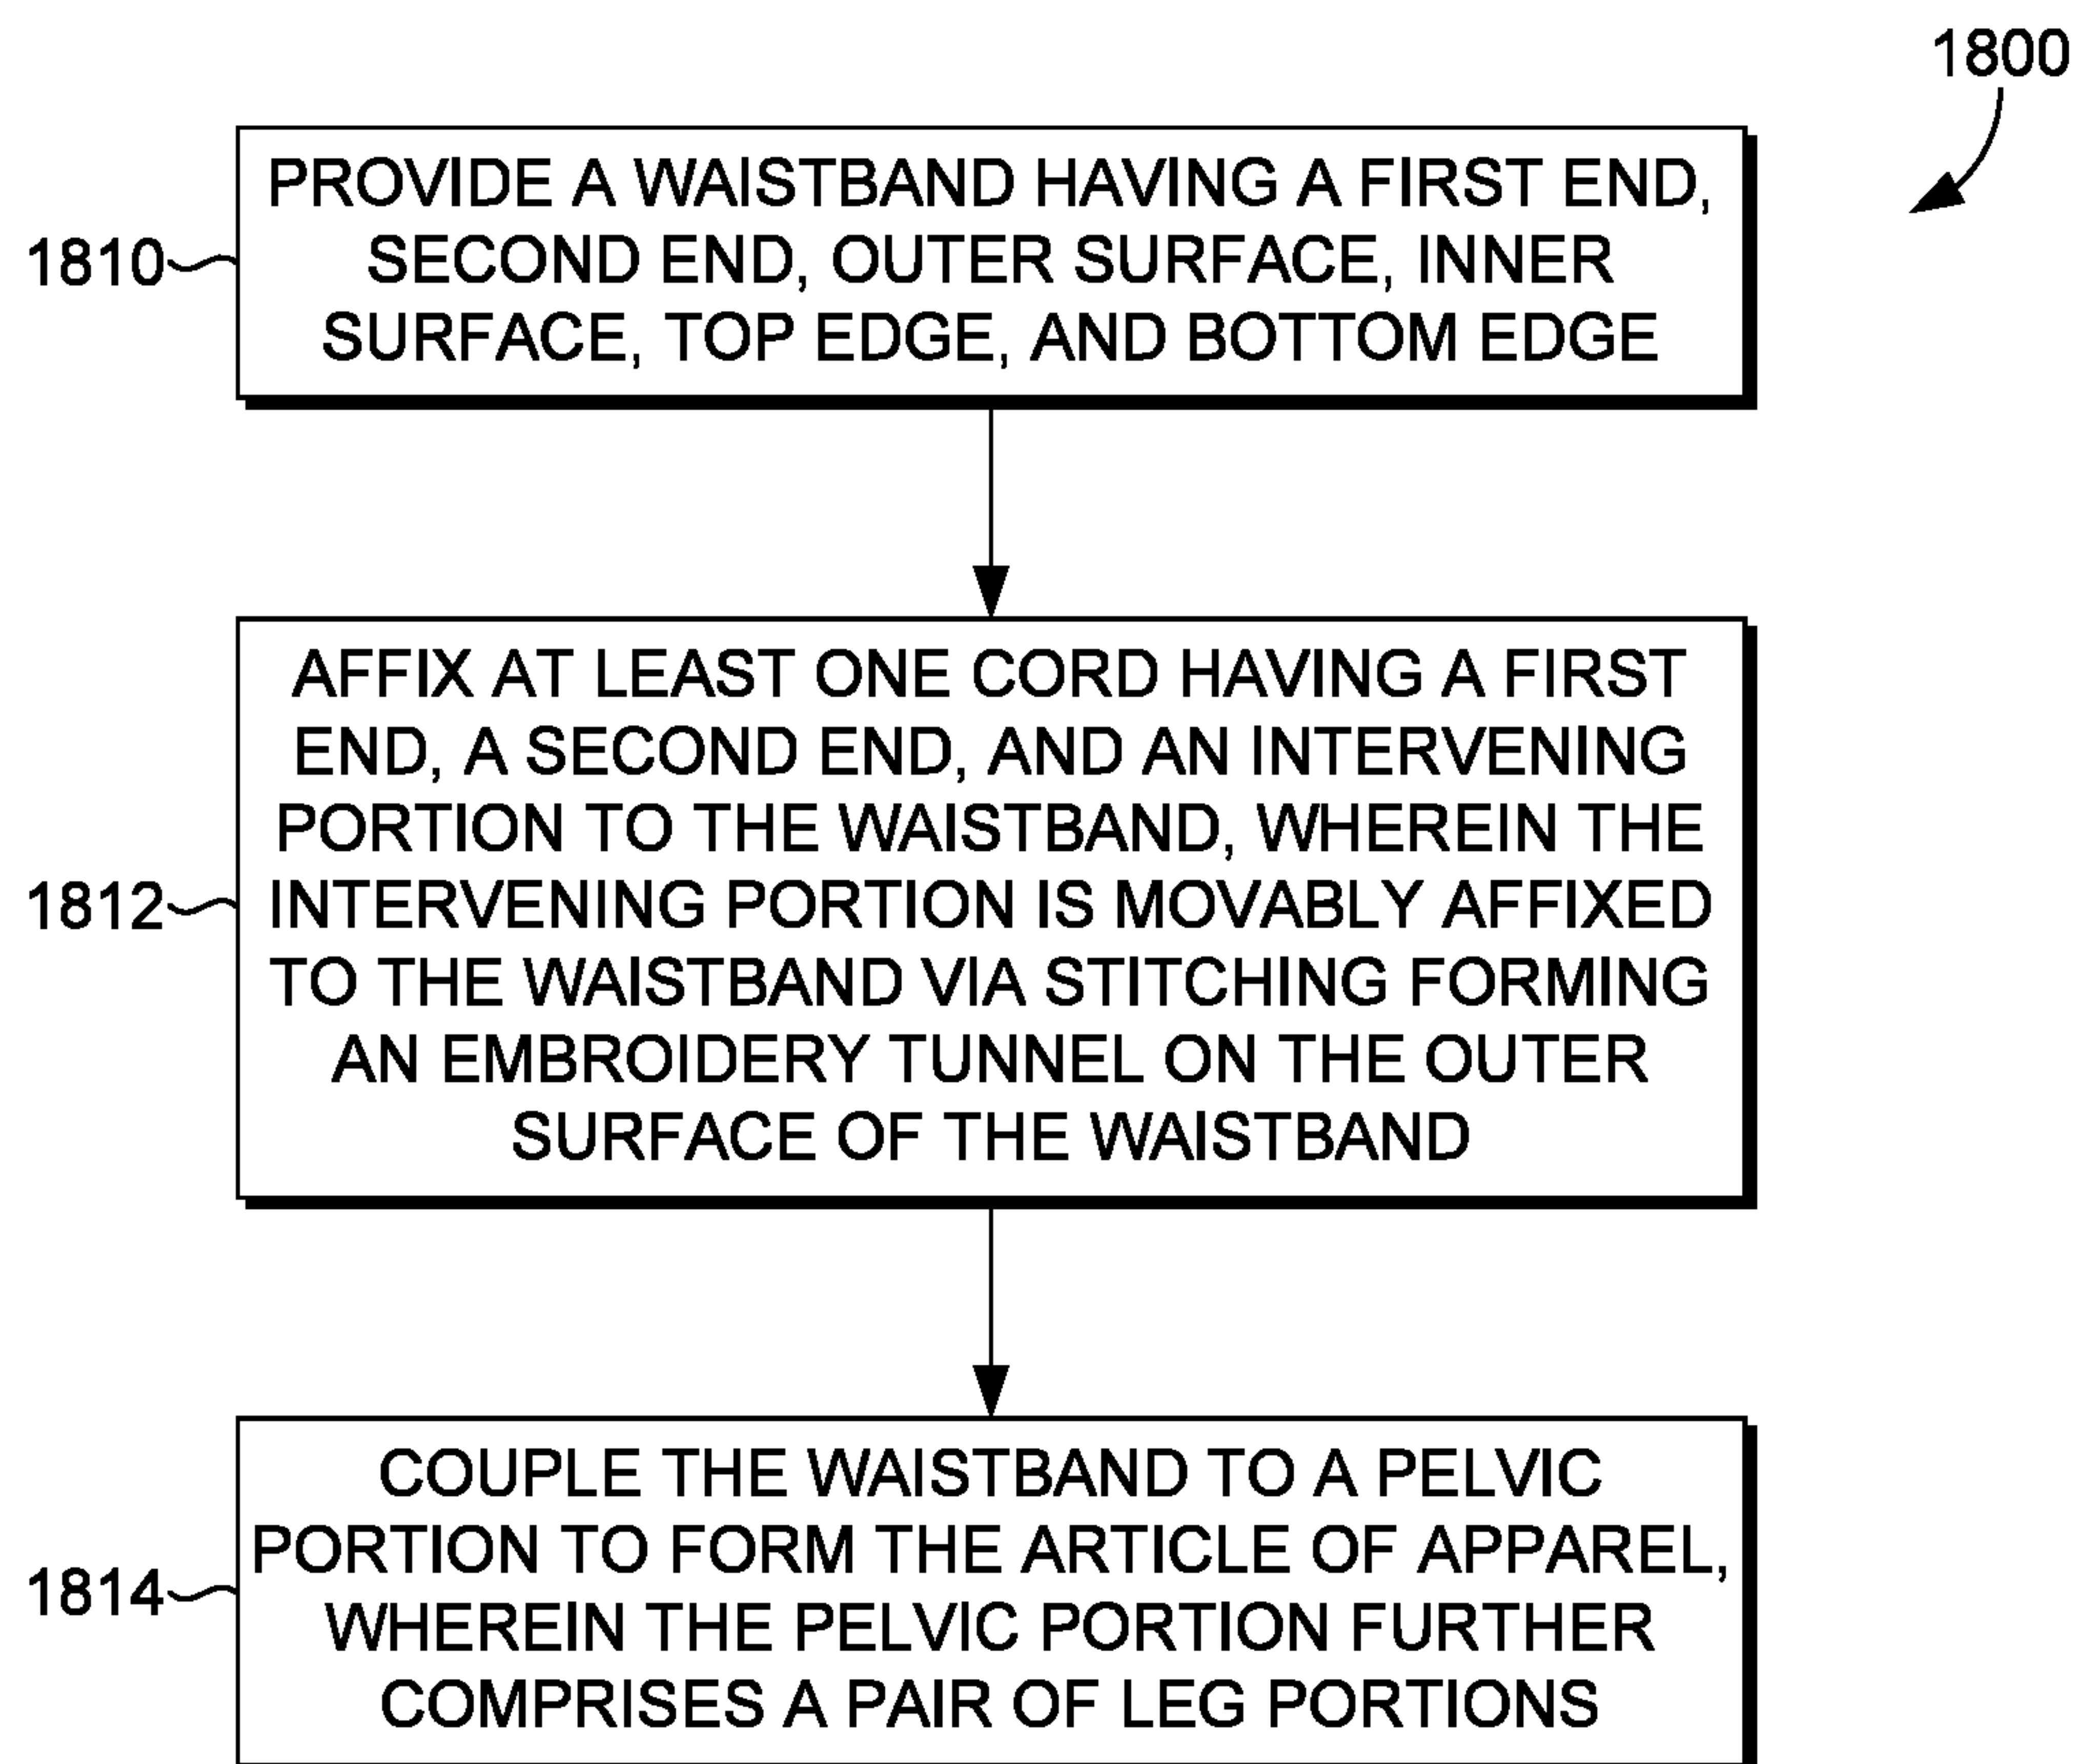 1800
PROVIDE A WAISTBAND HAVING A FIRST END,
SECOND END, OUTER SURFACE, INNER
SURFACE, TOP EDGE, AND BOTTOM EDGE
1810
AFFIX AT LEAST ONE CORD HAVING A FIRST
END, A SECOND END, AND AN INTERVENING
PORTION TO THE WAISTBAND, WHEREIN THE
INTERVENING PORTION IS MOVABLY AFFIXED
TO THE WAISTBAND VIA STITCHING FORMING
AN EMBROIDERY TUNNEL ON THE OUTER
SURFACE OF THE WAISTBAND
1812
COUPLE THE WAISTBAND TO A PELVIC
PORTION TO FORM THE ARTICLE OF APPAREL,
WHEREIN THE PELVIC PORTION FURTHER
COMPRISES A PAIR OF LEG PORTIONS
1814